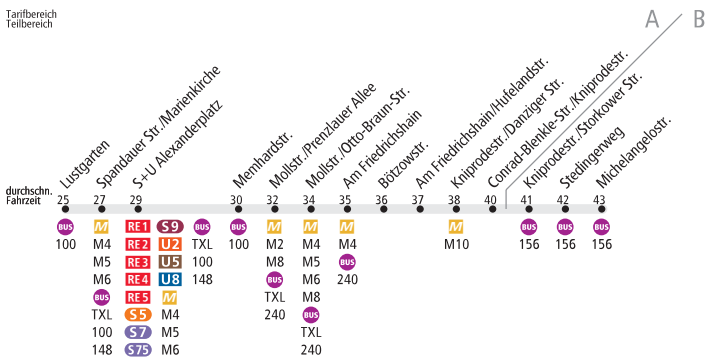 Tarifbereich
Teilbereich
A B
Lustgarten
Spandauer Str./Marienkirche
S+U Alexanderplatz
Memhardstr.
Mollstr./Prenzlauer Allee
Mollstr./Otto-Braun-Str.
Am Friedrichshain
Bötzowstr.
Am Friedrichshain/Hufelandstr.
Kniprodestr./Danziger Str.
Conrad-Blenkle-Str./Kniprodestr.
Kniprodestr./Storkower Str.
Stedingerweg
Michelangelostr.
durchschn.
Fahrzeit
25 27 29 30 32 34 35 36 37 38 40 41 42 43
BUS M RE1 S9 BUS BUS M M M M BUS BUS BUS
100 M4 RE2 U2 TXL 100 M2 M4 M4 M10 156 156 156
M5 RE3 U5 100 M8 M5 BUS
M6 RE4 U8 148 BUS M6 240
BUS RE5 M TXL M8
TXL S5 M4 240 BUS
100 S7 M5 TXL
148 S75 M6 240